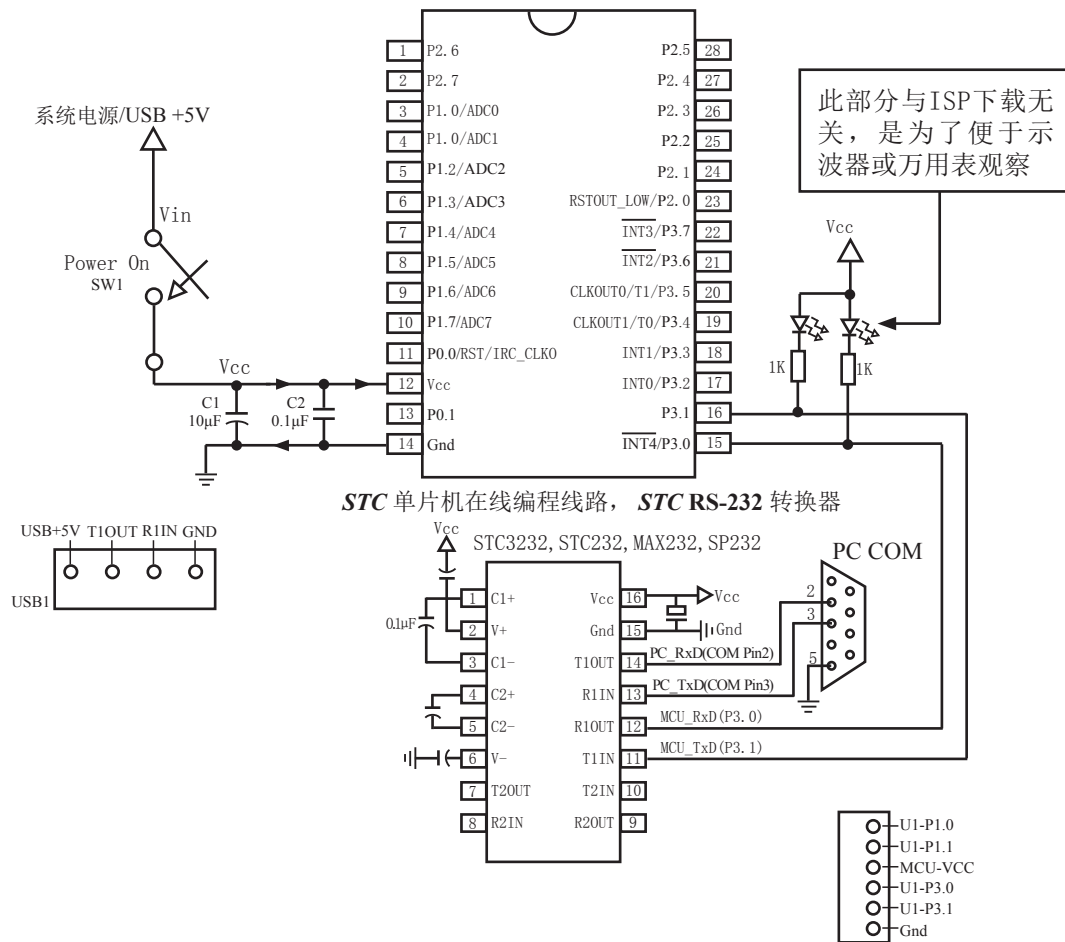 系统电源/USB +5V
Vin
Power On
SW1
Vcc
C1
10µF
C2
0.1µF
1 P2.6
2 P2.7
3 P1.0/ADC0
4 P1.0/ADC1
5 P1.2/ADC2
6 P1.3/ADC3
7 P1.4/ADC4
8 P1.5/ADC5
9 P1.6/ADC6
10 P1.7/ADC7
11 P0.0/RST/IRC_CLKO
12 Vcc
13 P0.1
14 Gnd
P2.5 28
P2.4 27
P2.3 26
P2.2 25
P2.1 24
RSTOUT_LOW/P2.0 23
INT3/P3.7 22
INT2/P3.6 21
CLKOUT0/T1/P3.5 20
CLKOUT1/T0/P3.4 19
INT1/P3.3 18
INT0/P3.2 17
P3.1 16
INT4/P3.0 15
此部分与ISP下载无
关，是为了便于示
波器或万用表观察
Vcc
1K
1K
STC 单片机在线编程线路， STC RS-232 转换器
USB+5V T1OUT R1IN GND
USB1
Vcc
STC3232,STC232,MAX232,SP232
0.1µF
1 C1+
2 V+
3 C1-
4 C2+
5 C2-
6 V-
7 T2OUT
8 R2IN
Vcc 16
Gnd 15
T1OUT 14
R1IN 13
R1OUT 12
T1IN 11
T2IN 10
R2OUT 9
Vcc
Gnd
PC_RxD(COM Pin2)
PC_TxD(COM Pin3)
MCU_RxD(P3.0)
MCU_TxD(P3.1)
PC COM
2
3
5
U1-P1.0
U1-P1.1
MCU-VCC
U1-P3.0
U1-P3.1
Gnd